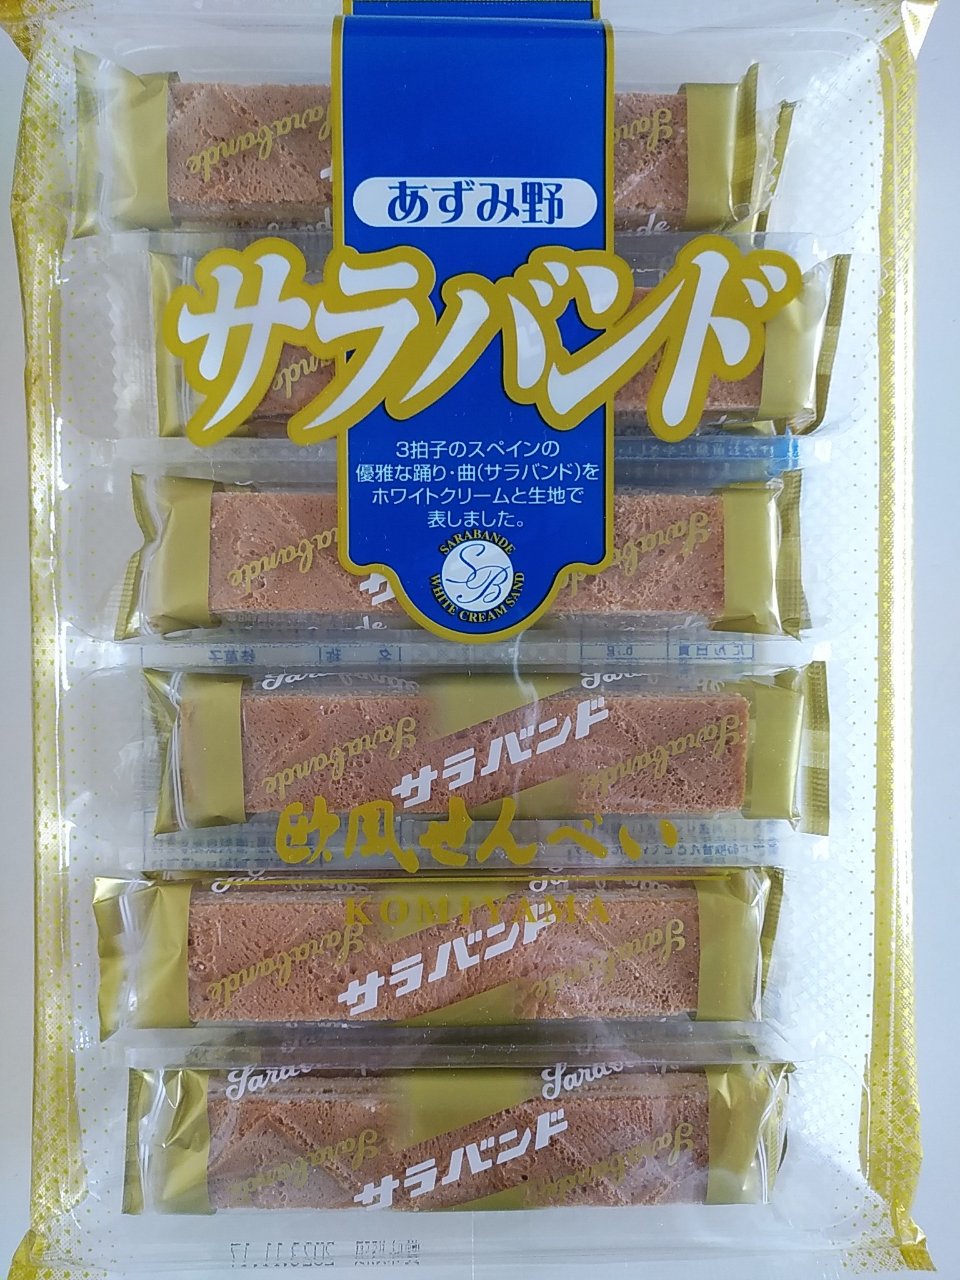 あずみ野
サラバンド
3拍子のスペインの
優雅な踊り・曲(サラバンド)を
ホワイトクリームと生地で
表しました。
SARABANDE
SB
WHITE CREAM SAND
Sarabande
サラバンド
欧風せんべい
KOMIYAMA
サラバンド
サラバンド